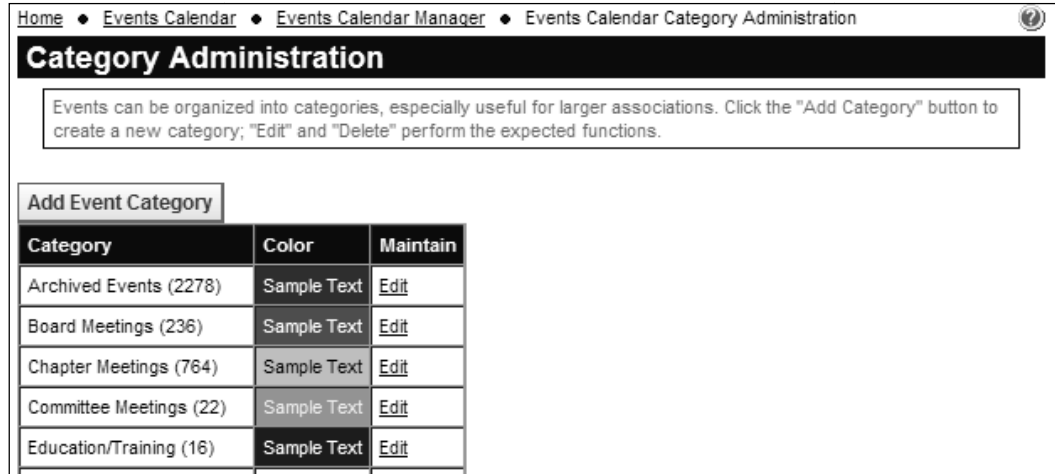 Home ● Events Calendar ● Events Calendar Manager ● Events Calendar Category Administration ?
Category Administration
Events can be organized into categories, especially useful for larger associations. Click the "Add Category" button to
create a new category; "Edit" and "Delete" perform the expected functions.
Add Event Category
Category Color Maintain
Archived Events (2278) Sample Text Edit
Board Meetings (236) Sample Text Edit
Chapter Meetings (764) Sample Text Edit
Committee Meetings (22) Sample Text Edit
Education/Training (16) Sample Text Edit